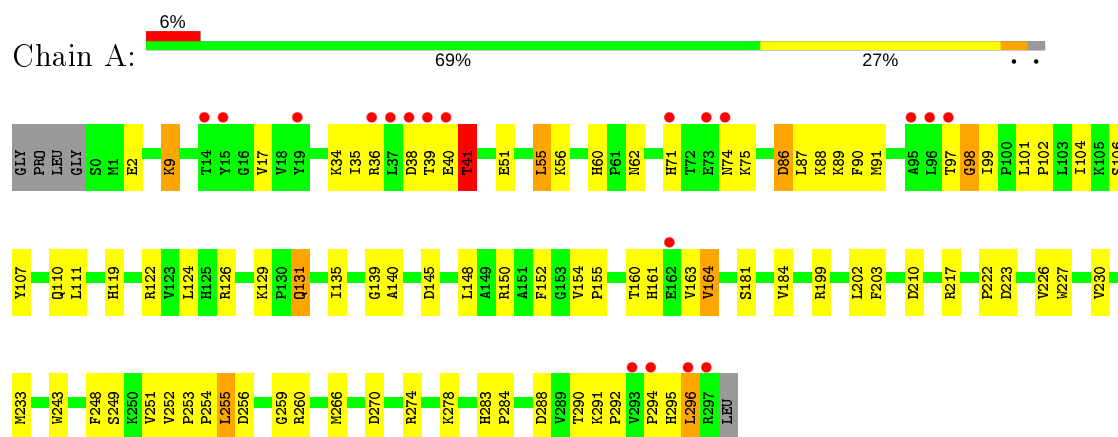 6%
Chain A:
69% 27% • •
GLY PRO LEU GLY S0 M1 E2 K9 T14 Y15 G16 V17 V18 Y19 K34 I35 R36 L37 D38 T39 E40 T41 E51 L55 K56 H60 P61 N62 H71 T72 E73 N74 K75 D86 L87 K88 K89 F90 M91 A95 L96 T97 G98 I99 P100 L101 P102 L103 I104 K105 S106
Y107 Q110 L111 H119 R122 V123 L124 H125 R126 K129 P130 Q131 I135 G139 A140 D145 L148 A149 R150 A151 F152 G153 V154 P155 T160 H161 E162 V163 V164 S181 V184 R199 L202 F203 D210 R217 P222 D223 V226 W227 V230
M233 W243 F248 S249 K250 V251 V252 P253 P254 L255 D256 G259 R260 M266 D270 R274 K278 H283 P284 D288 V289 T290 K291 P292 V293 P294 H295 L296 R297 LEU